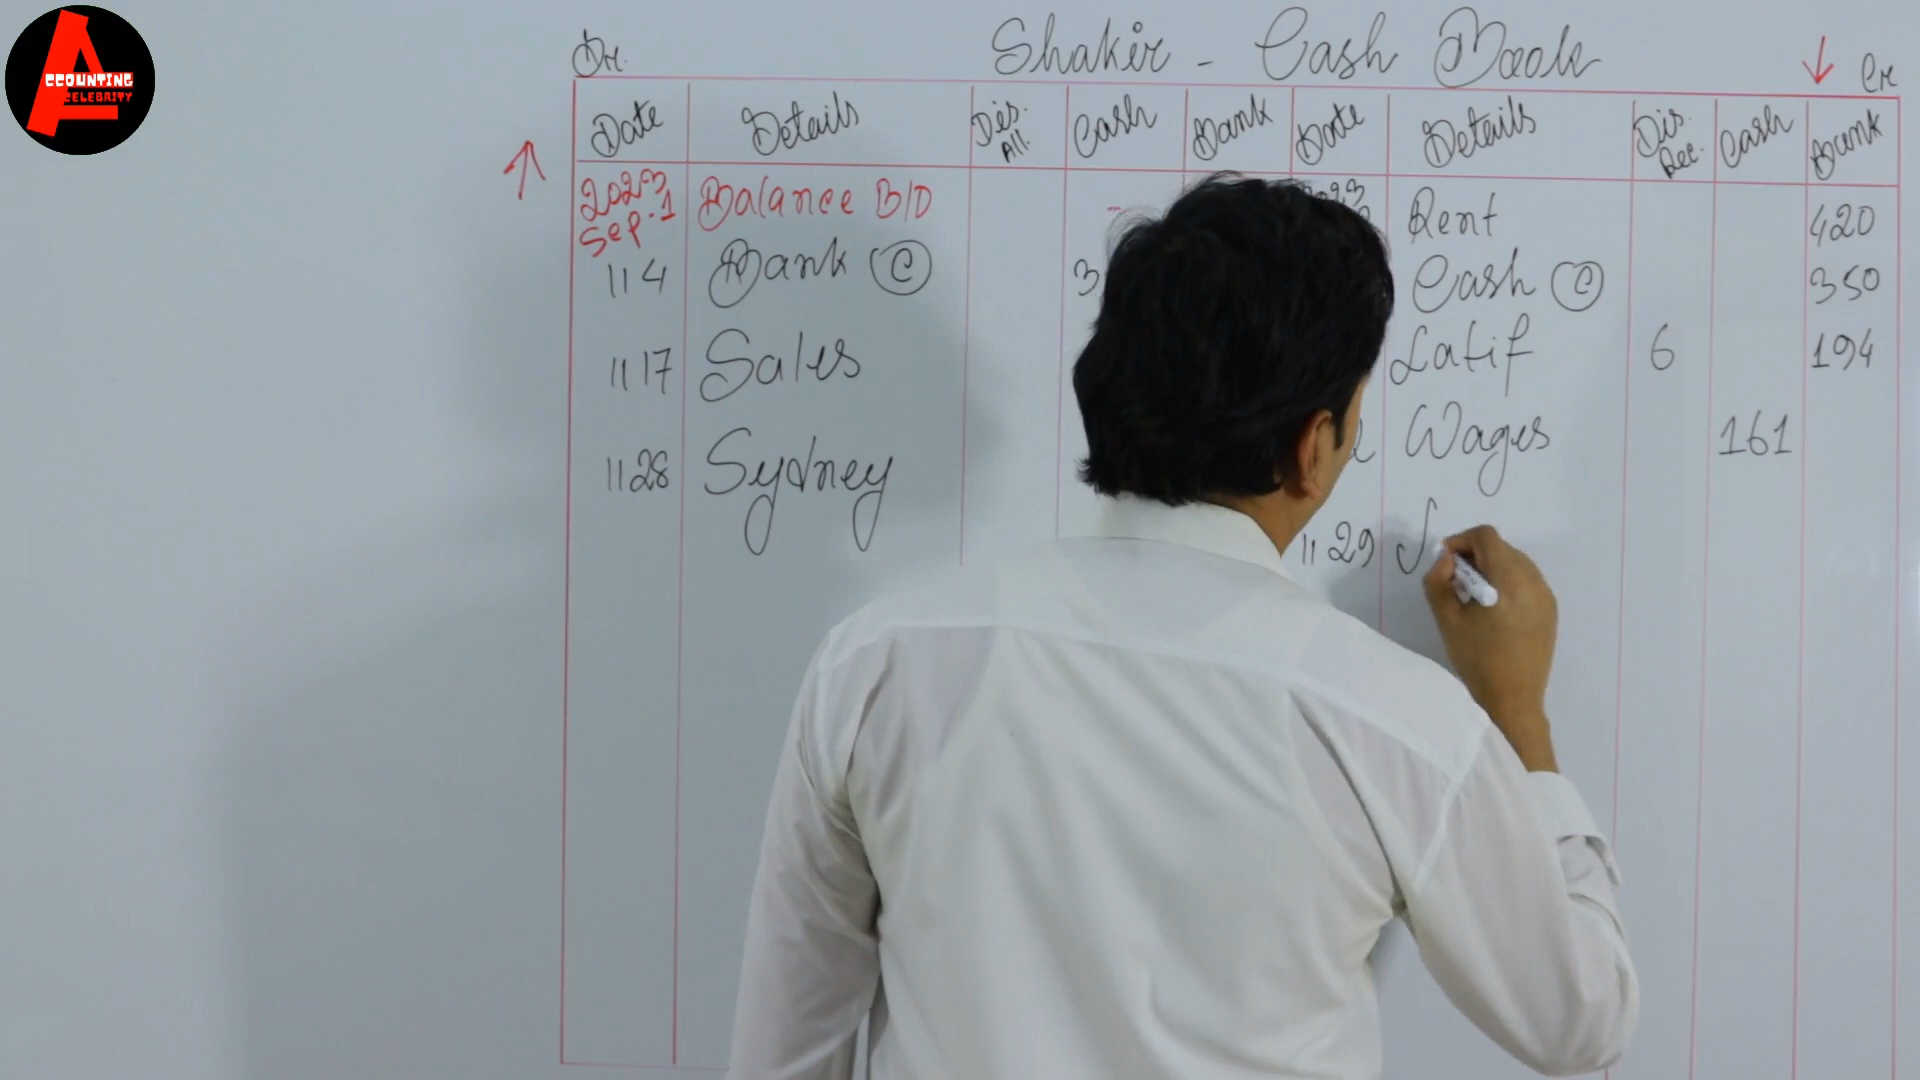 ACCOUNTING
CELEBRITY
Shaker - Cash Book
Dr. Cr
Date Details Dis. All. Cash Bank Date Details Dis. Rec. Cash Bank
2023 Sep. 1 Balance B/D Rent 420
11 4 Bank © 3 Cash © 350
11 17 Sales Latif 6 194
11 28 Sydney Wages 161
11 29